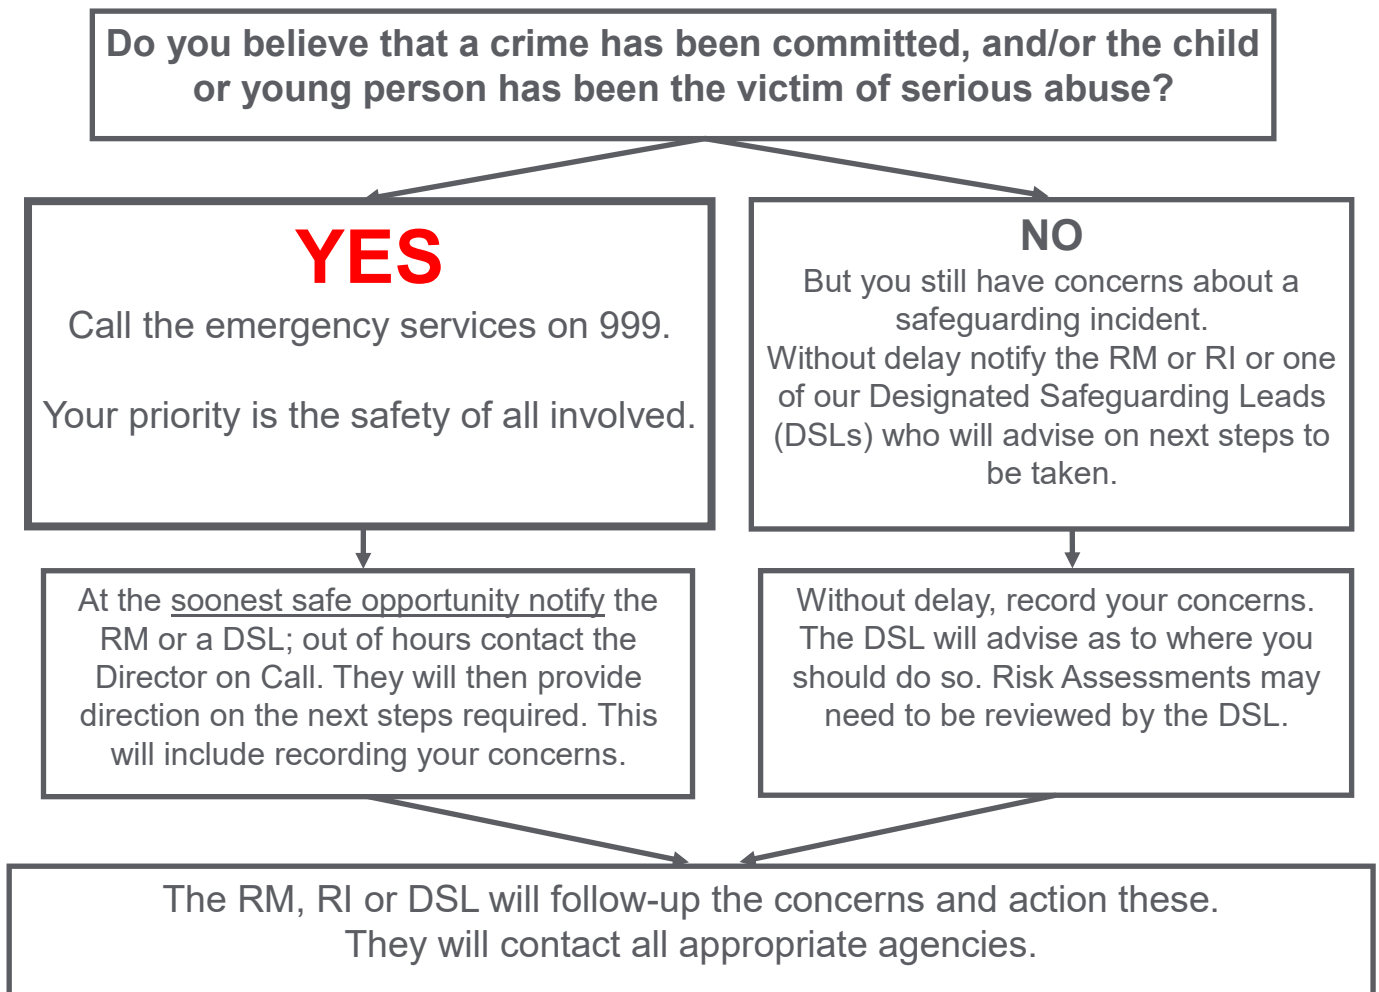 Do you believe that a crime has been committed, and/or the child
or young person has been the victim of serious abuse?
YES
Call the emergency services on 999.
Your priority is the safety of all involved.
NO
But you still have concerns about a
safeguarding incident.
Without delay notify the RM or RI or one
of our Designated Safeguarding Leads
(DSLs) who will advise on next steps to
be taken.
At the soonest safe opportunity notify the
RM or a DSL; out of hours contact the
Director on Call. They will then provide
direction on the next steps required. This
will include recording your concerns.
Without delay, record your concerns.
The DSL will advise as to where you
should do so. Risk Assessments may
need to be reviewed by the DSL.
The RM, RI or DSL will follow-up the concerns and action these.
They will contact all appropriate agencies.